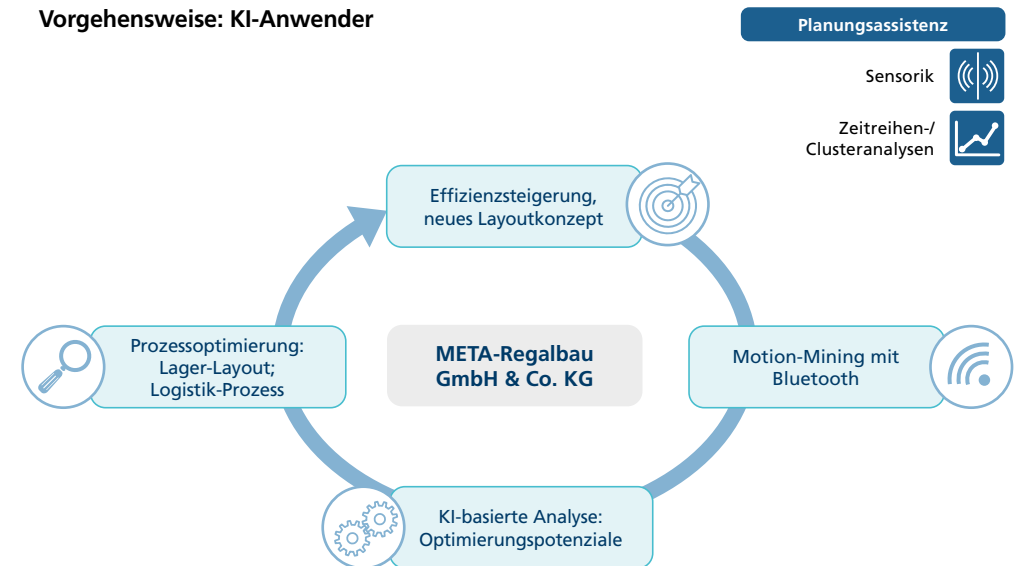 Vorgehensweise: KI-Anwender
Planungsassistenz
Sensorik
Zeitreihen-/
Clusteranalysen
Effizienzsteigerung,
neues Layoutkonzept
Prozessoptimierung:
Lager-Layout;
Logistik-Prozess
META-Regalbau
GmbH & Co. KG
Motion-Mining mit
Bluetooth
KI-basierte Analyse:
Optimierungspotenziale